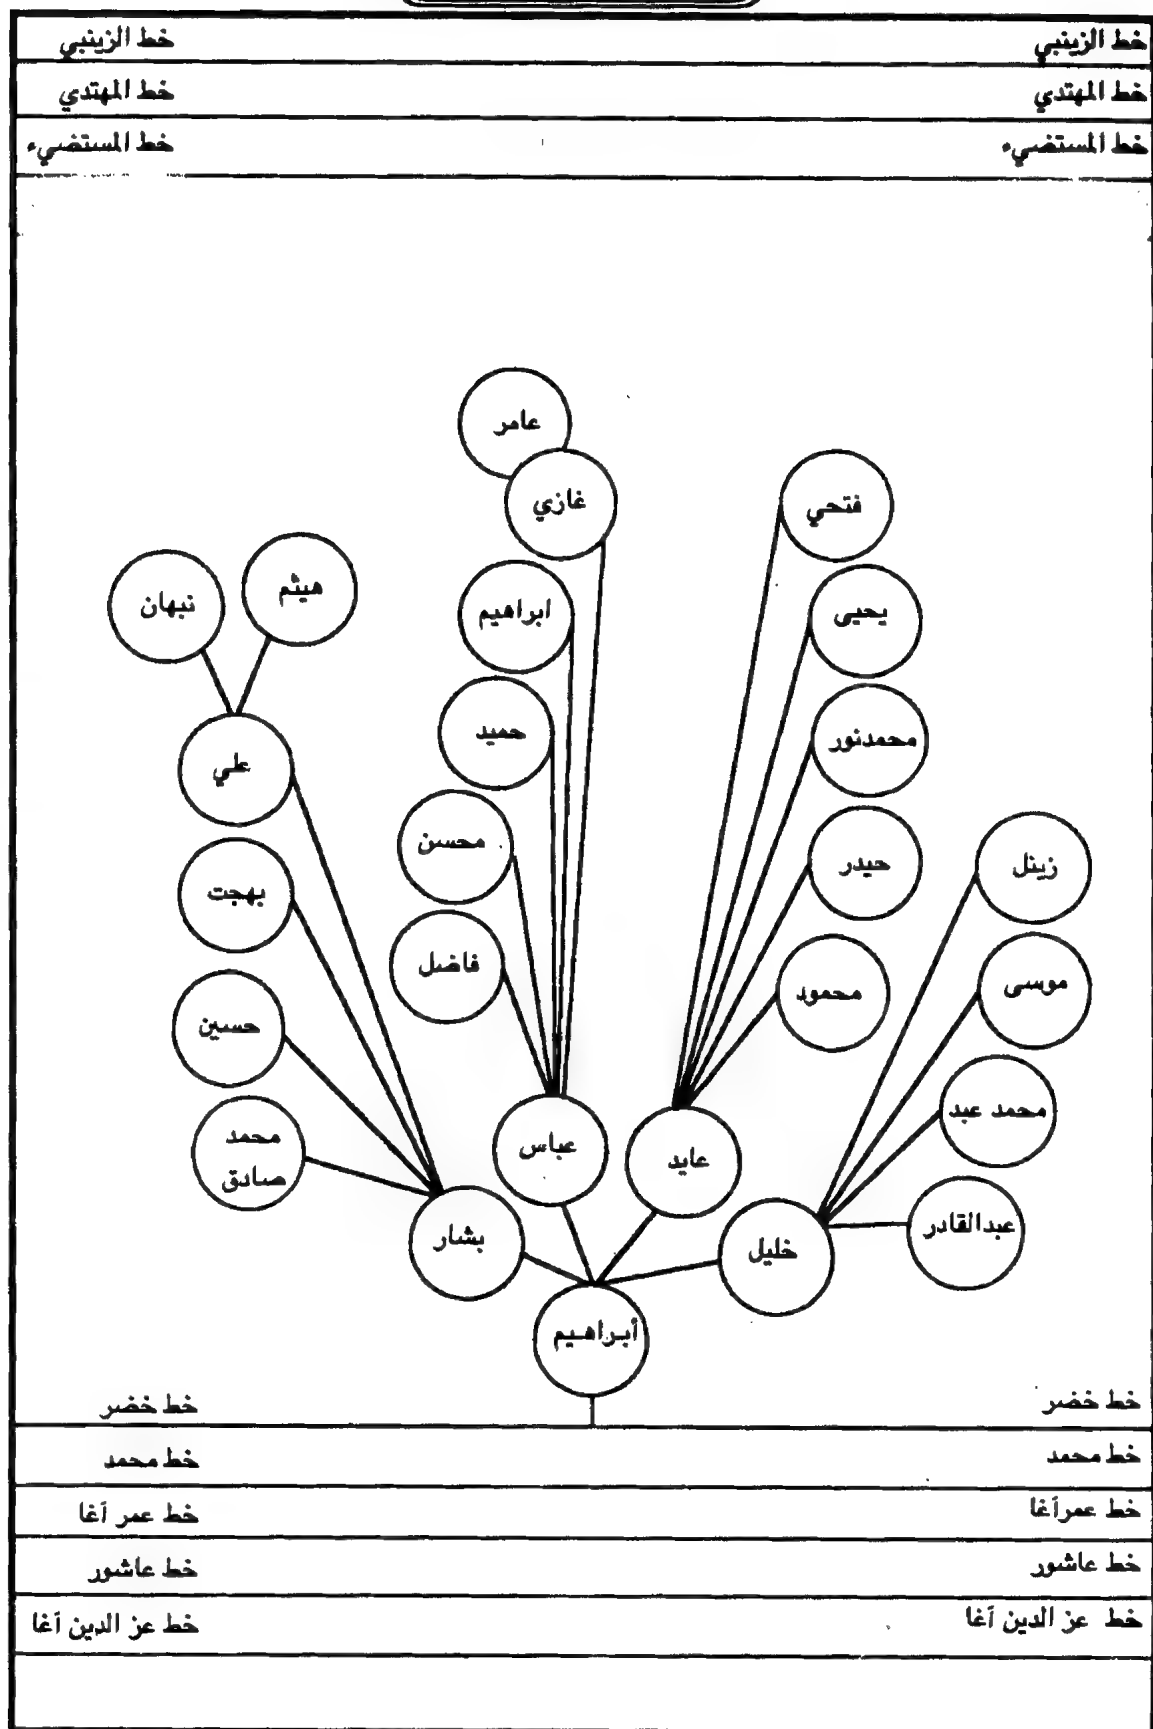 خط الزينبي خط الزينبي
خط المهتدي خط المهتدي
خط المستضيء خط المستضيء
عامر
غازي
فتحي
هيثم
نبهان
ابراهيم
يحيى
حميد
محمدنور
علي
محسن
حيدر
زينل
بهجت
فاضل
محمود
موسى
حسين
محمد عبد
محمد
صادق
عباس
عايد
عبدالقادر
بشار
خليل
أبراهيم
خط خضر خط خضر
خط محمد خط محمد
خط عمرآغا خط عمر آغا
خط عاشور خط عاشور
خط عز الدين آغا خط عز الدين آغا